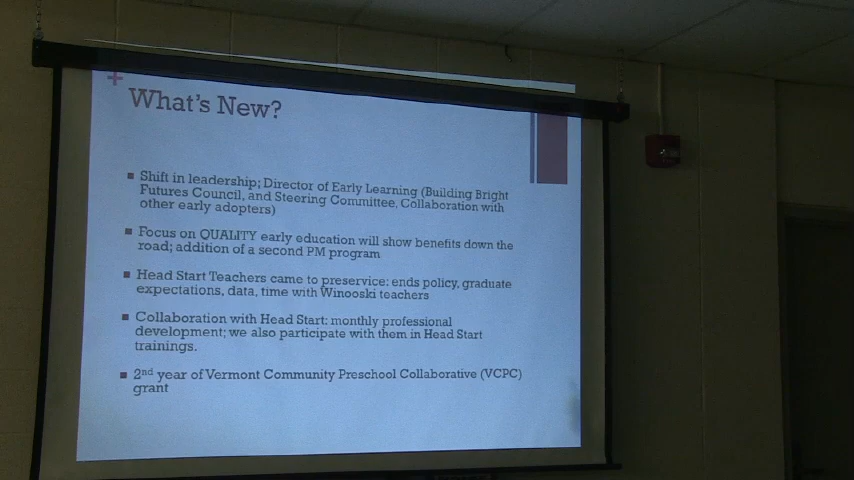 What's New?
Shift in leadership; Director of Early Learning (Building Bright
Futures Council, and Steering Committee, Collaboration with
other early adopters)
Focus on QUALITY early education will show benefits down the
road; addition of a second PM program
Head Start Teachers came to preservice: ends policy, graduate
expectations, data, time with Winooski teachers
Collaboration with Head Start: monthly professional
development; we also participate with them in Head Start
trainings.
2nd year of Vermont Community Preschool Collaborative (VCPC)
grant